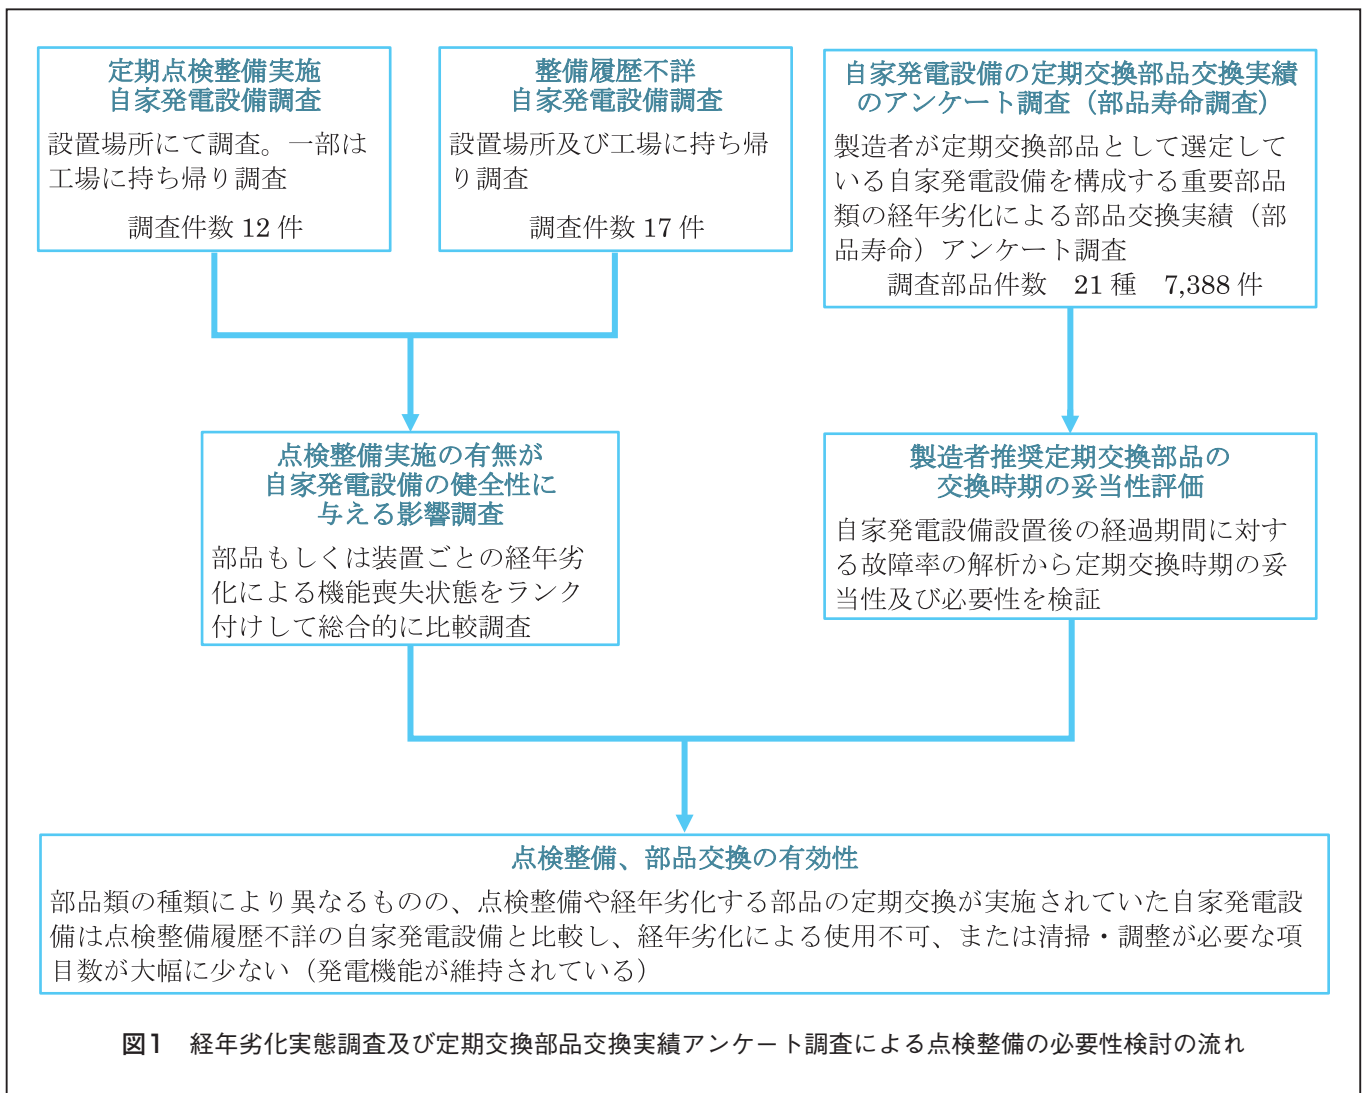 定期点検整備実施
自家発電設備調査
設置場所にて調査。一部は
工場に持ち帰り調査
調査件数 12 件
整備履歴不詳
自家発電設備調査
設置場所及び工場に持ち帰
り調査
調査件数 17 件
自家発電設備の定期交換部品交換実績
のアンケート調査（部品寿命調査）
製造者が定期交換部品として選定して
いる自家発電設備を構成する重要部品
類の経年劣化による部品交換実績（部
品寿命）アンケート調査
調査部品件数　21 種　7,388 件
点検整備実施の有無が
自家発電設備の健全性に
与える影響調査
部品もしくは装置ごとの経年劣
化による機能喪失状態をランク
付けして総合的に比較調査
製造者推奨定期交換部品の
交換時期の妥当性評価
自家発電設備設置後の経過期間に対す
る故障率の解析から定期交換時期の妥
当性及び必要性を検証
点検整備、部品交換の有効性
部品類の種類により異なるものの、点検整備や経年劣化する部品の定期交換が実施されていた自家発電設
備は点検整備履歴不詳の自家発電設備と比較し、経年劣化による使用不可、または清掃・調整が必要な項
目数が大幅に少ない（発電機能が維持されている）
図1　経年劣化実態調査及び定期交換部品交換実績アンケート調査による点検整備の必要性検討の流れ